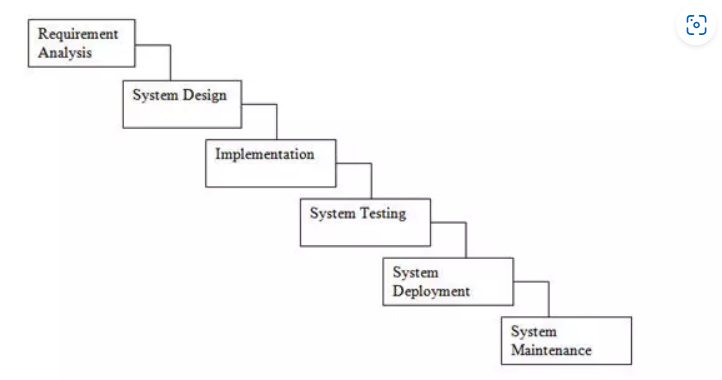 Requirement
Analysis
System Design
Implementation
System Testing
System
Deployment
System
Maintenance